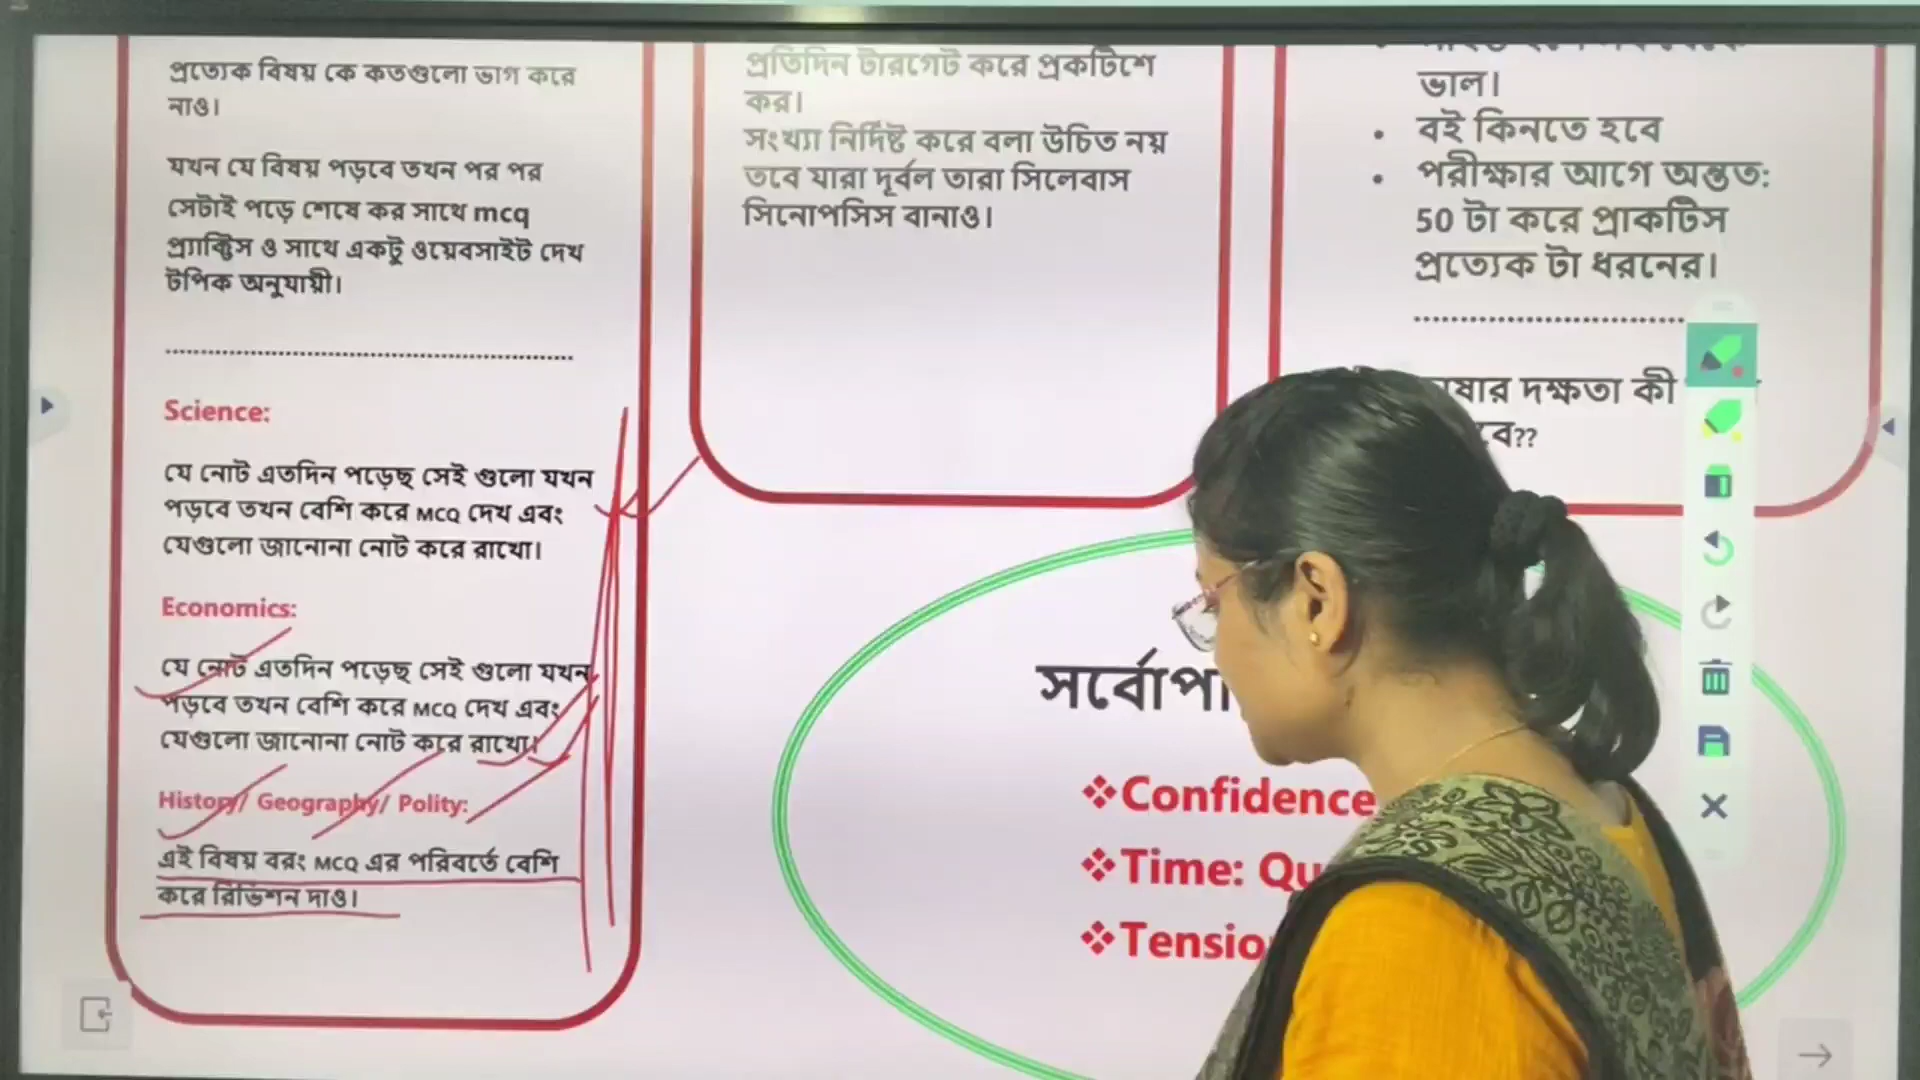 প্রত্যেক বিষয় কে কতগুলো ভাগ করে
নাও।
যখন যে বিষয় পড়বে তখন পর পর
সেটাই পড়ে শেষে কর সাথে mcq
প্র্যাক্টিস ও সাথে একটু ওয়েবসাইট দেখ
টপিক অনুযায়ী।
Science:
যে নোট এতদিন পড়েছ সেই গুলো যখন
পড়বে তখন বেশি করে MCQ দেখ এবং
যেগুলো জানোনা নোট করে রাখো।
Economics:
যে নোট এতদিন পড়েছ সেই গুলো যখন
পড়বে তখন বেশি করে MCQ দেখ এবং
যেগুলো জানোনা নোট করে রাখো।
History/ Geography/ Polity:
এই বিষয় বরং MCQ এর পরিবর্তে বেশি
করে রিভিশন দাও।
প্রতিদিন টারগেট করে প্রকটিশে
কর।
সংখ্যা নির্দিষ্ট করে বলা উচিত নয়
তবে যারা দূর্বল তারা সিলেবাস
সিনোপসিস বানাও।
ভাল।
• বই কিনতে হবে
• পরীক্ষার আগে অন্তত:
50 টা করে প্রাকটিস
প্রত্যেক টা ধরনের।
দক্ষতা কী
❖Confidence
❖Time: